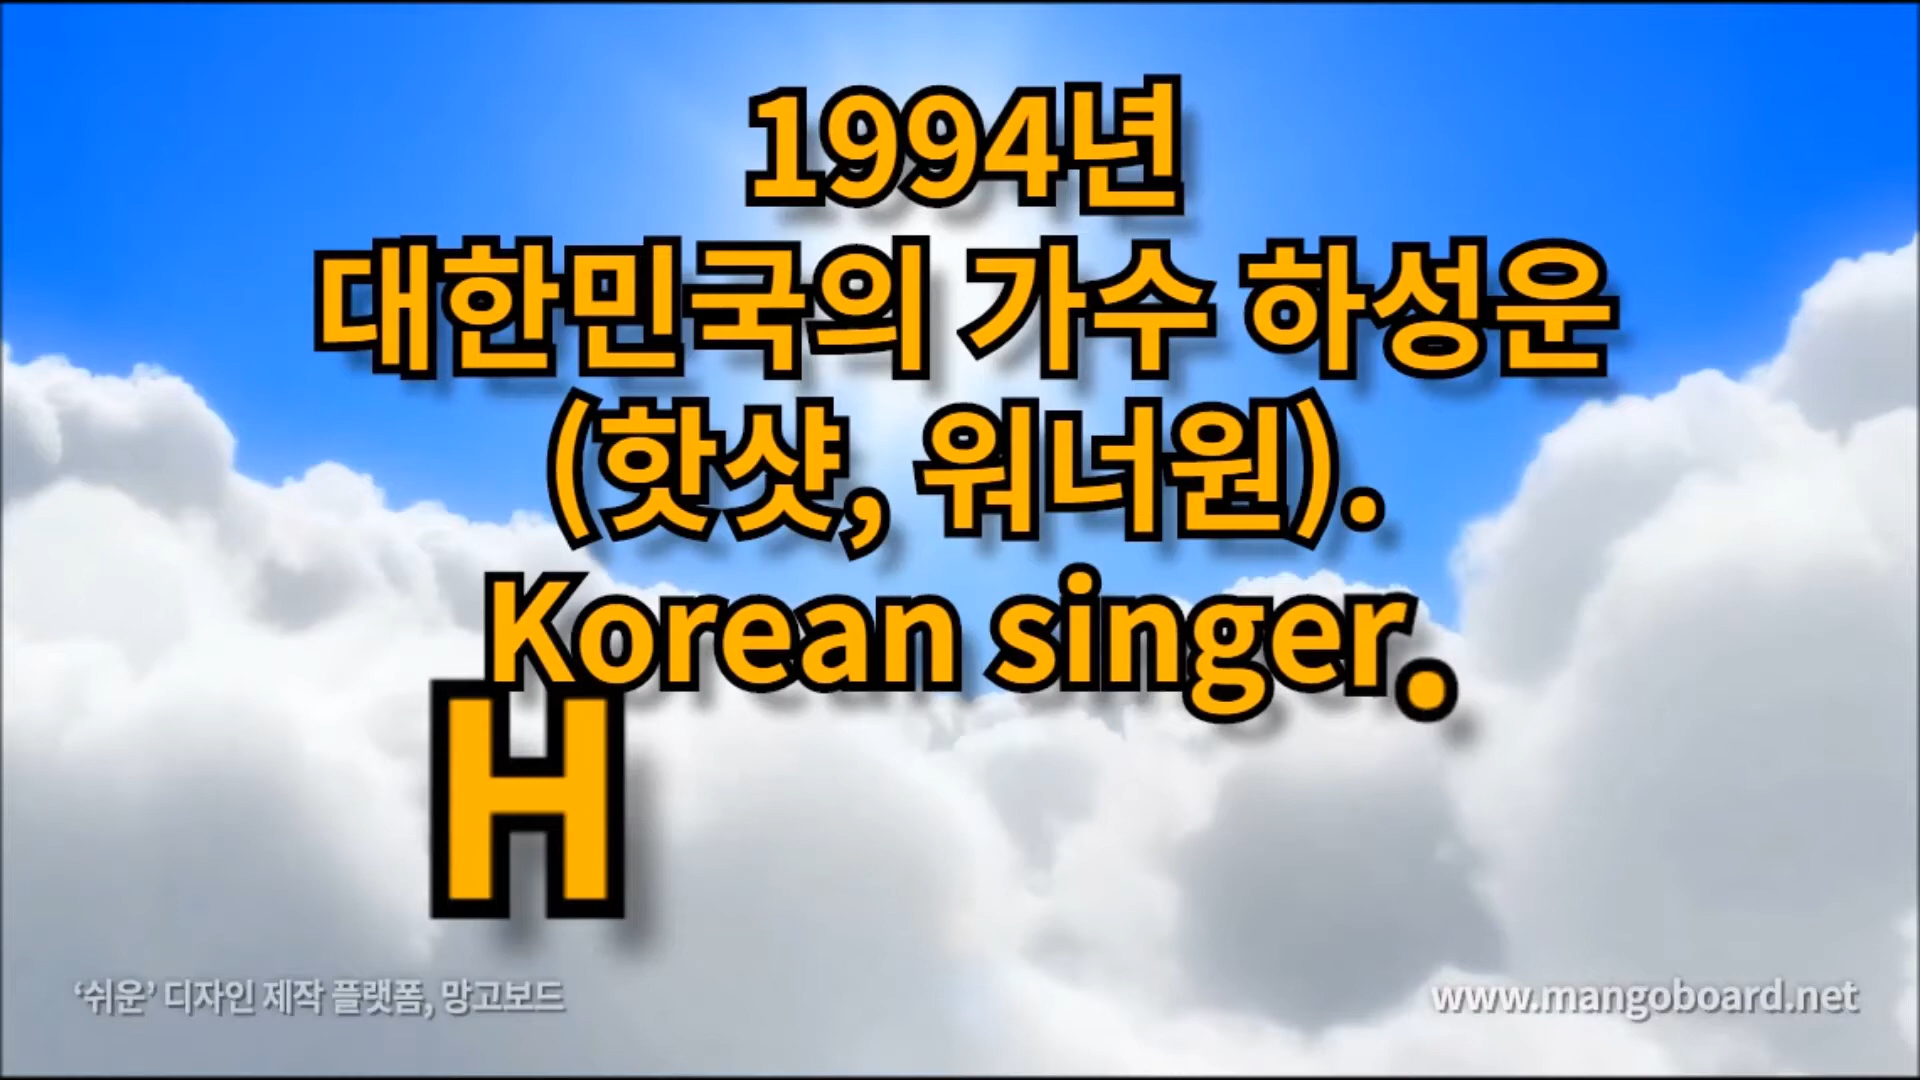 1994년
대한민국의 가수 하성운
(핫샷, 워너원).
Korean singer.
H
‘쉬운’ 디자인 제작 플랫폼, 망고보드
www.mangoboard.net